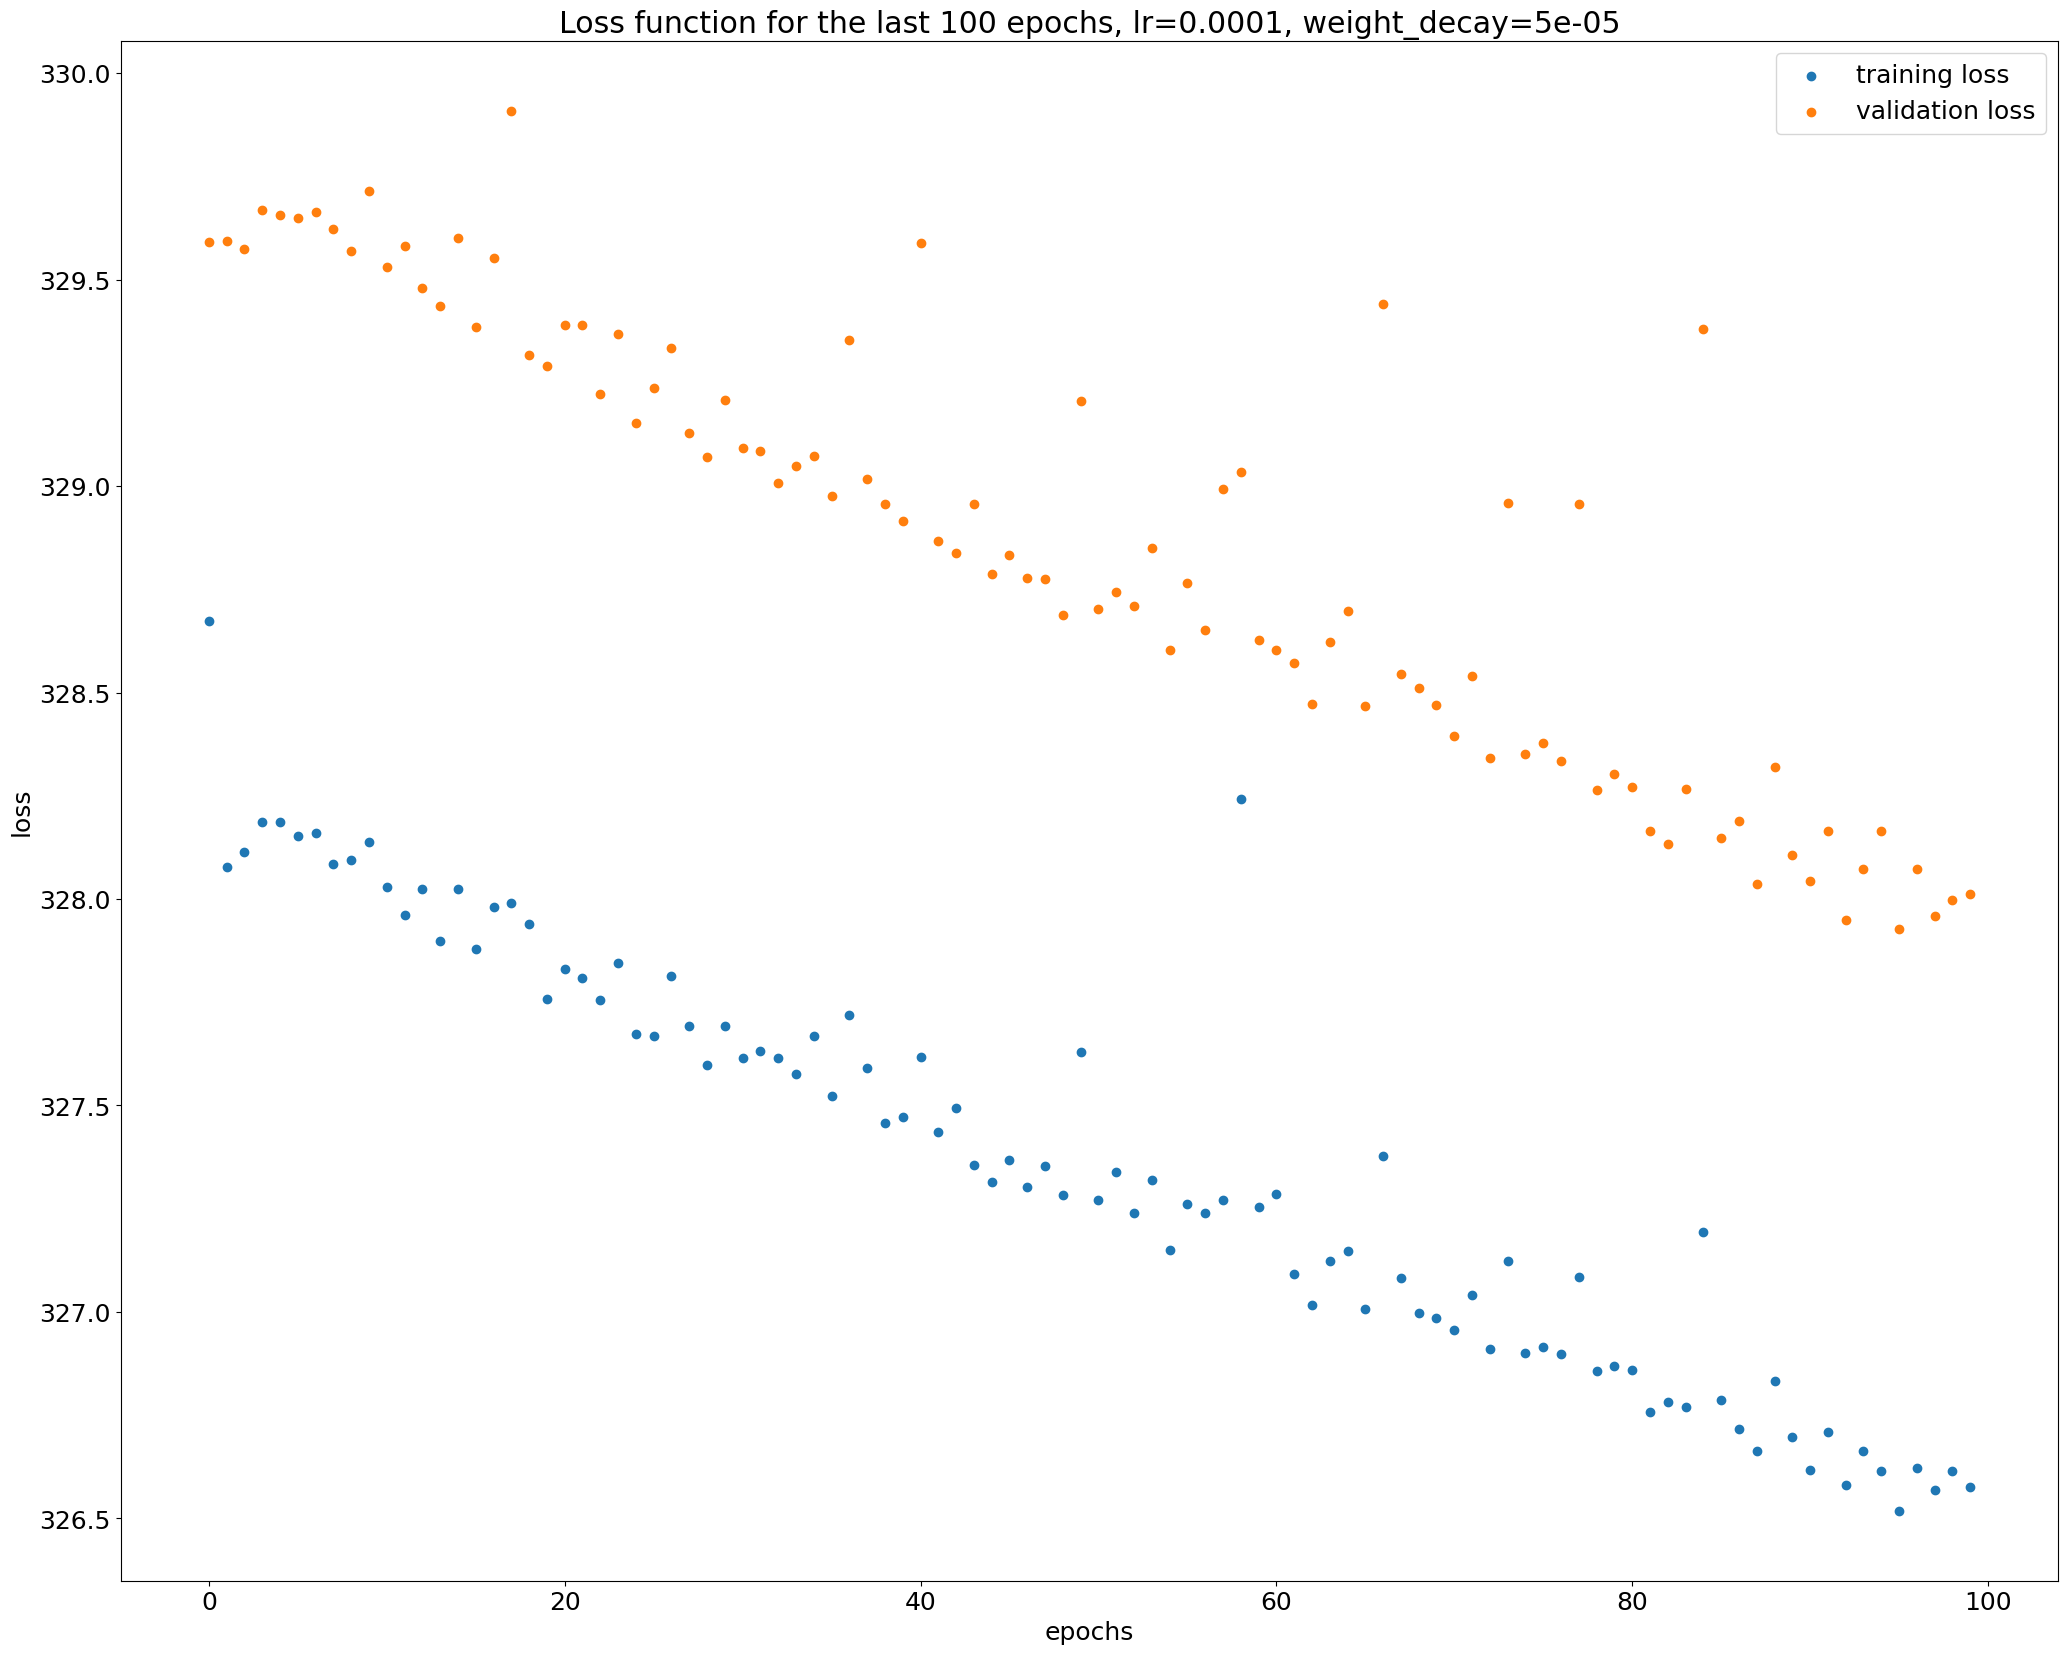 Loss function for the last 100 epochs, lr=0.0001, weight_decay=5e-05
training loss
validation loss
330.0
329.5
329.0
328.5
328.0
327.5
327.0
326.5
loss
0 20 40 60 80 100
epochs